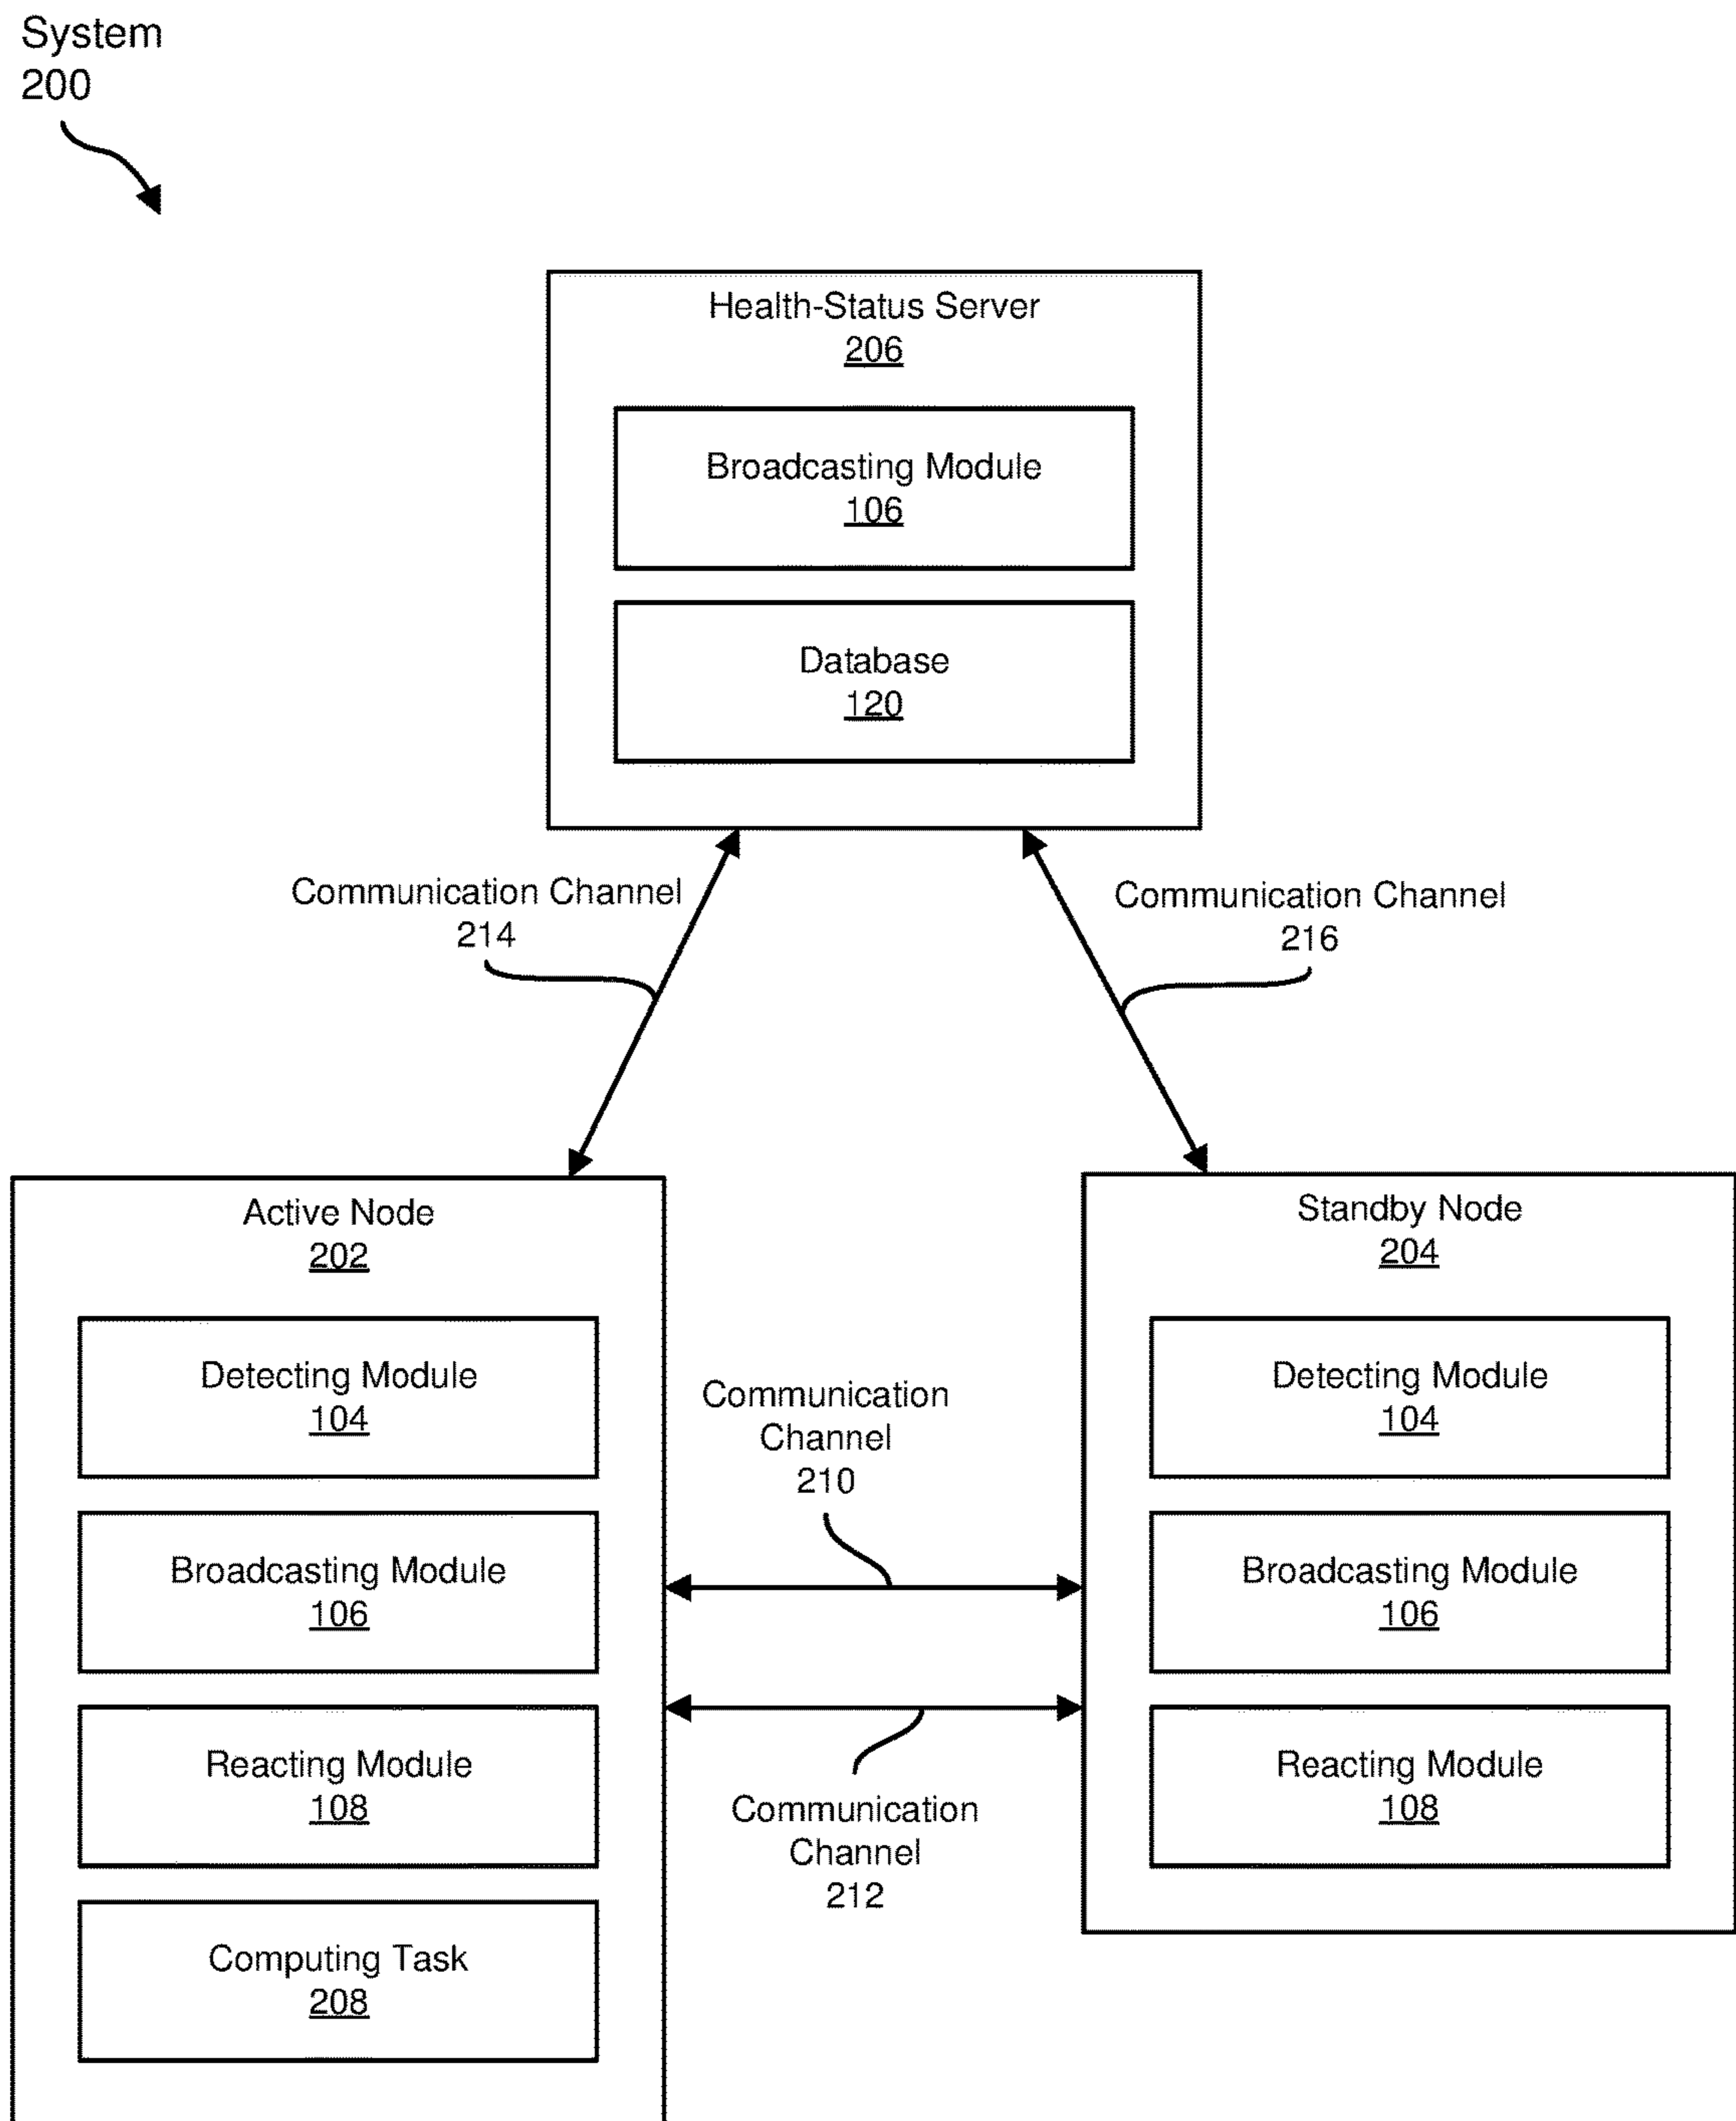 System
200
Health-Status Server
206
Broadcasting Module
106
Database
120
Communication Channel
214
Communication Channel
216
Active Node
202
Detecting Module
104
Broadcasting Module
106
Reacting Module
108
Computing Task
208
Communication
Channel
210
Communication
Channel
212
Standby Node
204
Detecting Module
104
Broadcasting Module
106
Reacting Module
108